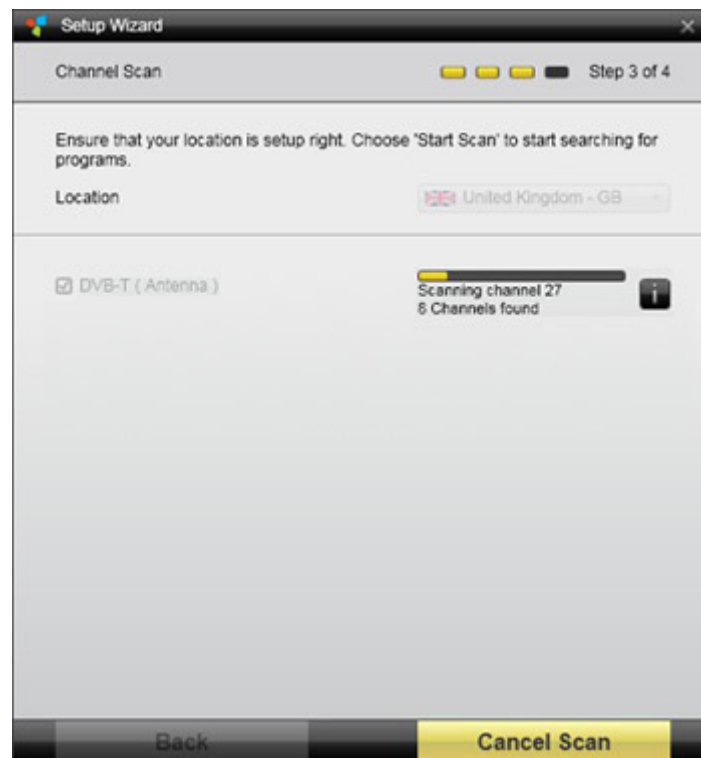 Setup Wizard
Channel Scan
Step 3 of 4
Ensure that your location is setup right. Choose 'Start Scan' to start searching for
programs.
Location
United Kingdom - GB
DVB-T ( Antenna )
Scanning channel 27
8 Channels found
i
Back
Cancel Scan